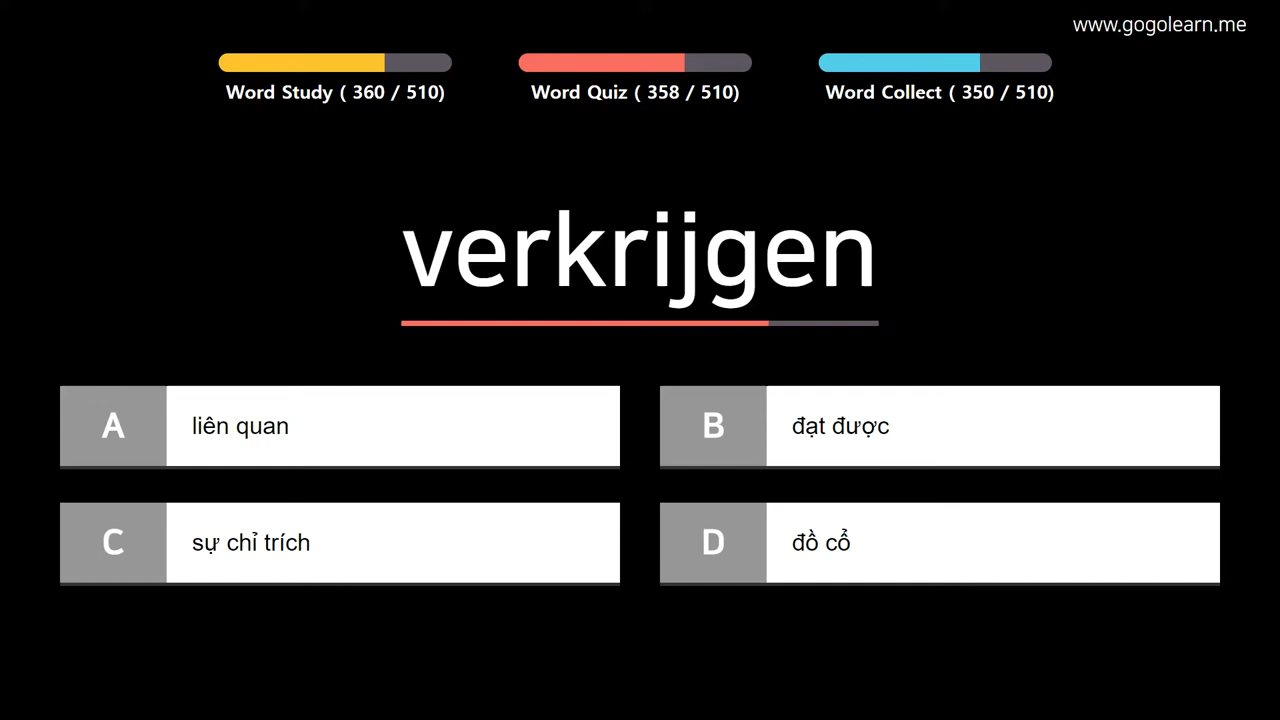 www.gogolearn.me
Word Study ( 360 / 510)
Word Quiz ( 358 / 510)
Word Collect ( 350 / 510)
verkrijgen
A liên quan
B đạt được
C sự chỉ trích
D đồ cổ